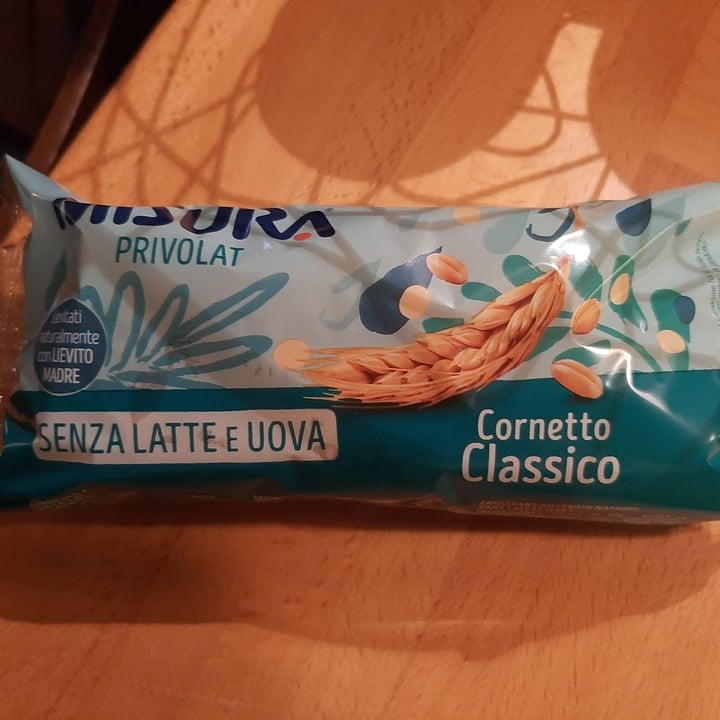 MISURA
PRIVOLAT
Lievitati
naturalmente
con LIEVITO
MADRE
SENZA LATTE E UOVA
Cornetto
Classico